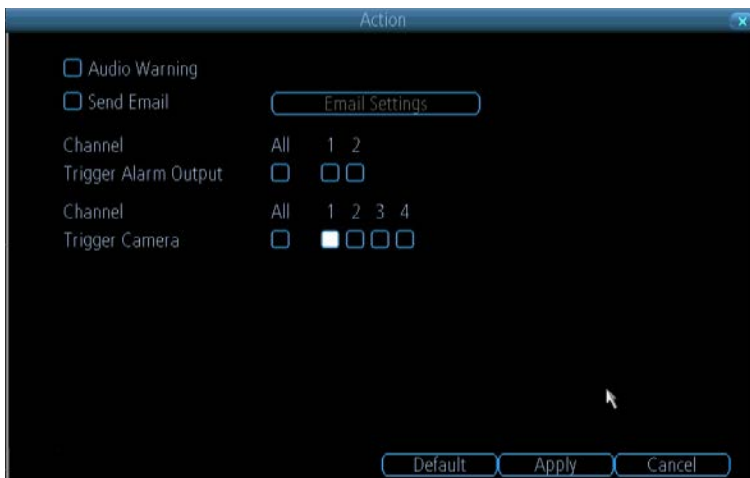 Action
Audio Warning
Send Email Email Settings
Channel All 1 2
Trigger Alarm Output
Channel All 1 2 3 4
Trigger Camera
Default Apply Cancel